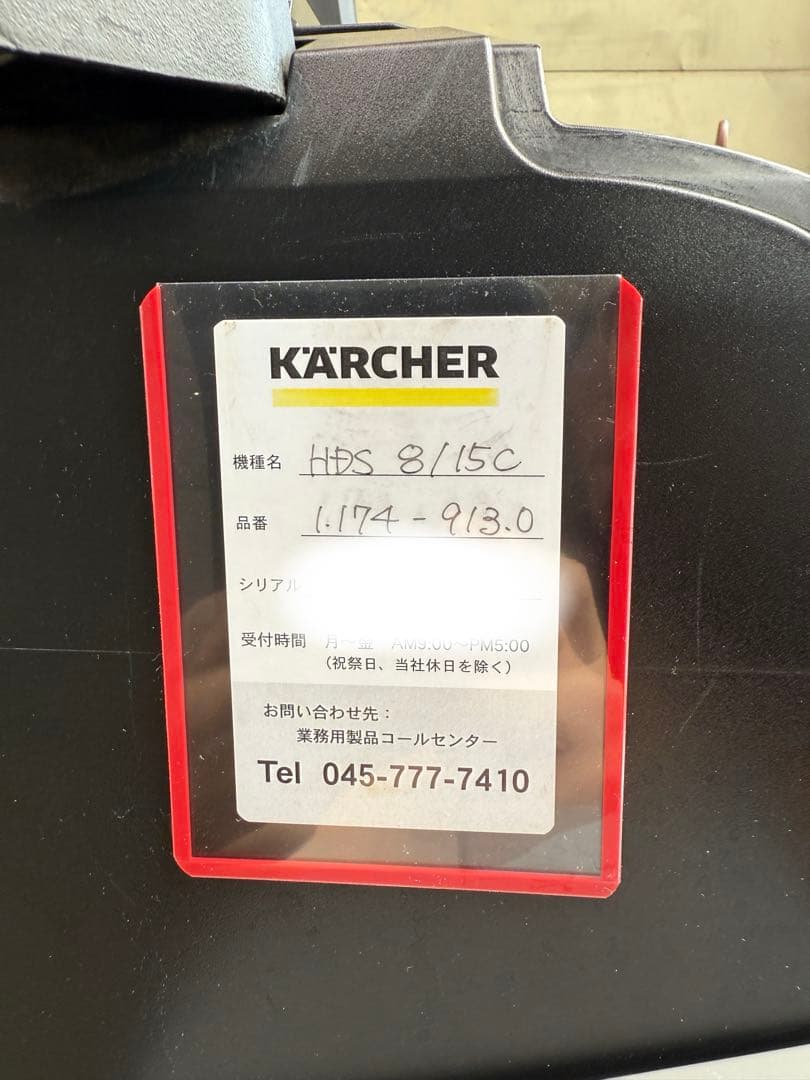 KÄRCHER
機種名 HDS 8/15C
品番 1.174-913.0
シリアル
受付時間 月～金 AM9:00～PM5:00
（祝祭日、当社休日を除く）
お問い合わせ先：
業務用製品コールセンター
Tel 045-777-7410